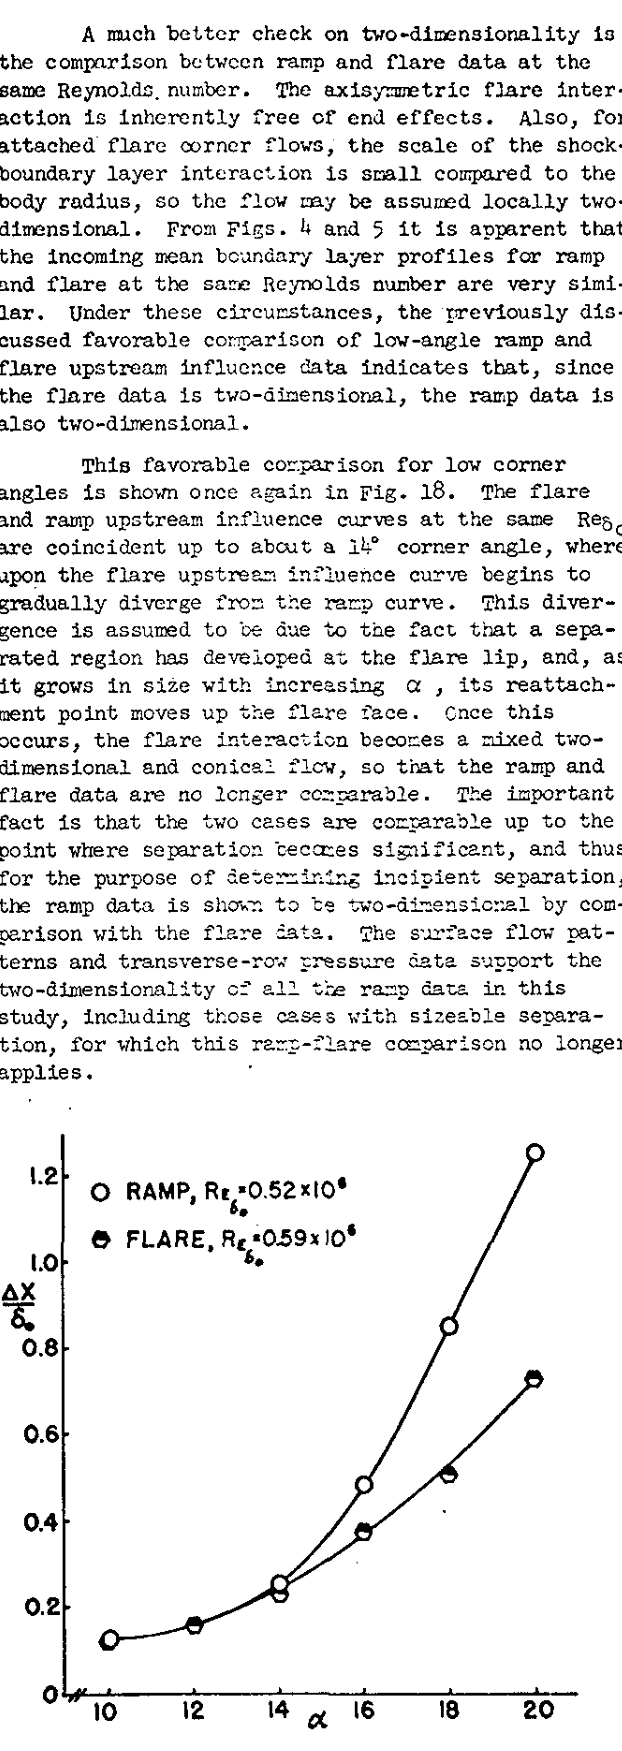 A much better check on two-dimensionality is
the comparison between ramp and flare data at the
same Reynolds number. The axisymmetric flare inter-
action is inherently free of end effects. Also, for
attached flare corner flows, the scale of the shock-
boundary layer interaction is small compared to the
body radius, so the flow may be assumed locally two-
dimensional. From Figs. 4 and 5 it is apparent that
the incoming mean boundary layer profiles for ramp
and flare at the same Reynolds number are very simi-
lar. Under these circumstances, the previously dis-
cussed favorable comparison of low-angle ramp and
flare upstream influence data indicates that, since
the flare data is two-dimensional, the ramp data is
also two-dimensional.
This favorable comparison for low corner
angles is shown once again in Fig. 18. The flare
and ramp upstream influence curves at the same Reδo
are coincident up to about a 14° corner angle, where
upon the flare upstream influence curve begins to
gradually diverge from the ramp curve. This diver-
gence is assumed to be due to the fact that a sepa-
rated region has developed at the flare lip, and, as
it grows in size with increasing α , its reattach-
ment point moves up the flare face. Once this
occurs, the flare interaction becomes a mixed two-
dimensional and conical flow, so that the ramp and
flare data are no longer comparable. The important
fact is that the two cases are comparable up to the
point where separation becomes significant, and thus
for the purpose of determining incipient separation,
the ramp data is shown to be two-dimensional by com-
parison with the flare data. The surface flow pat-
terns and transverse-row pressure data support the
two-dimensionality of all the ramp data in this
study, including those cases with sizeable separa-
tion, for which this ramp-flare comparison no longer
applies.
1.2
RAMP, Reδo=0.52×10⁶
FLARE, Reδo=0.59×10⁶
1.0
ΔX
δo
0.8
0.6
0.4
0.2
0
10 12 14 α 16 18 20